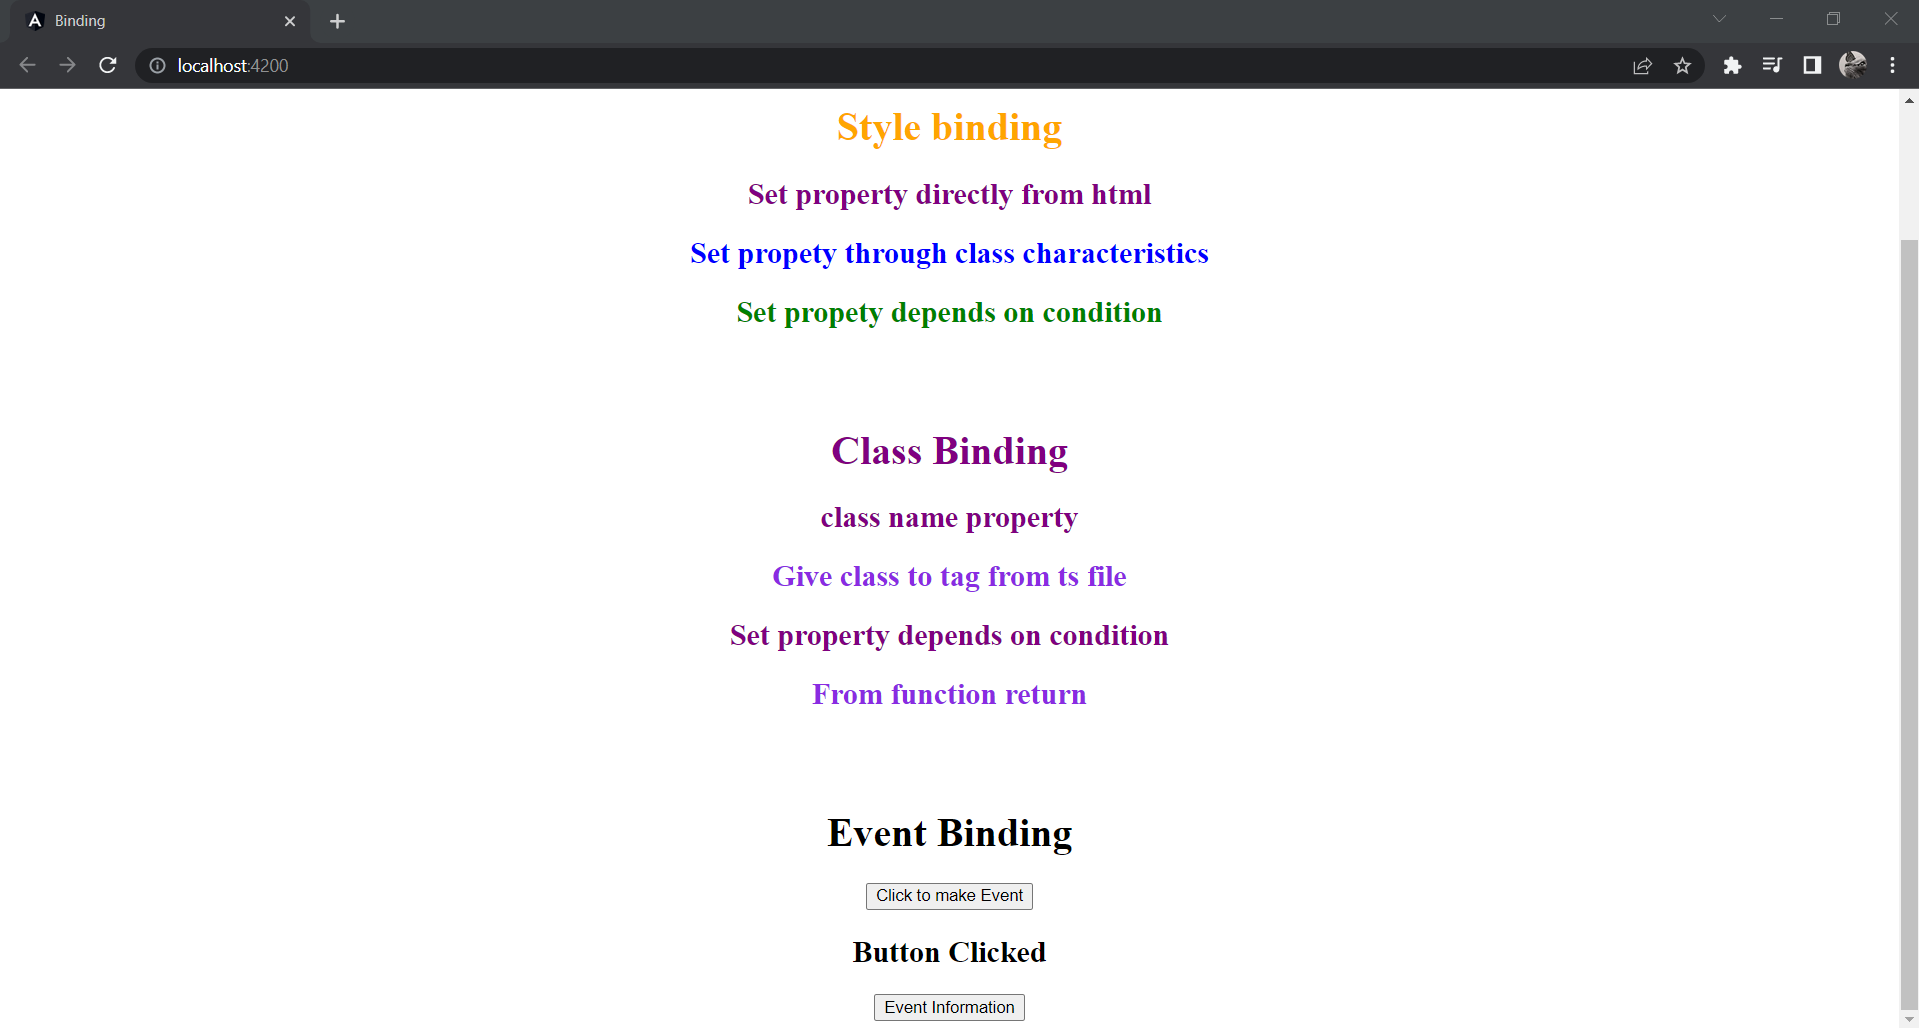 Binding
localhost:4200
Style binding
Set property directly from html
Set propety through class characteristics
Set propety depends on condition
Class Binding
class name property
Give class to tag from ts file
Set property depends on condition
From function return
Event Binding
Click to make Event
Button Clicked
Event Information